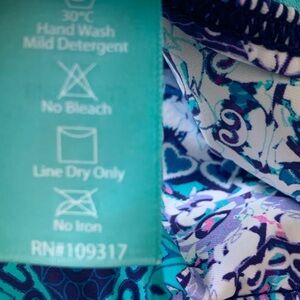 30°C
Hand Wash
Mild Detergent
No Bleach
Line Dry Only
No Iron
RN#109317